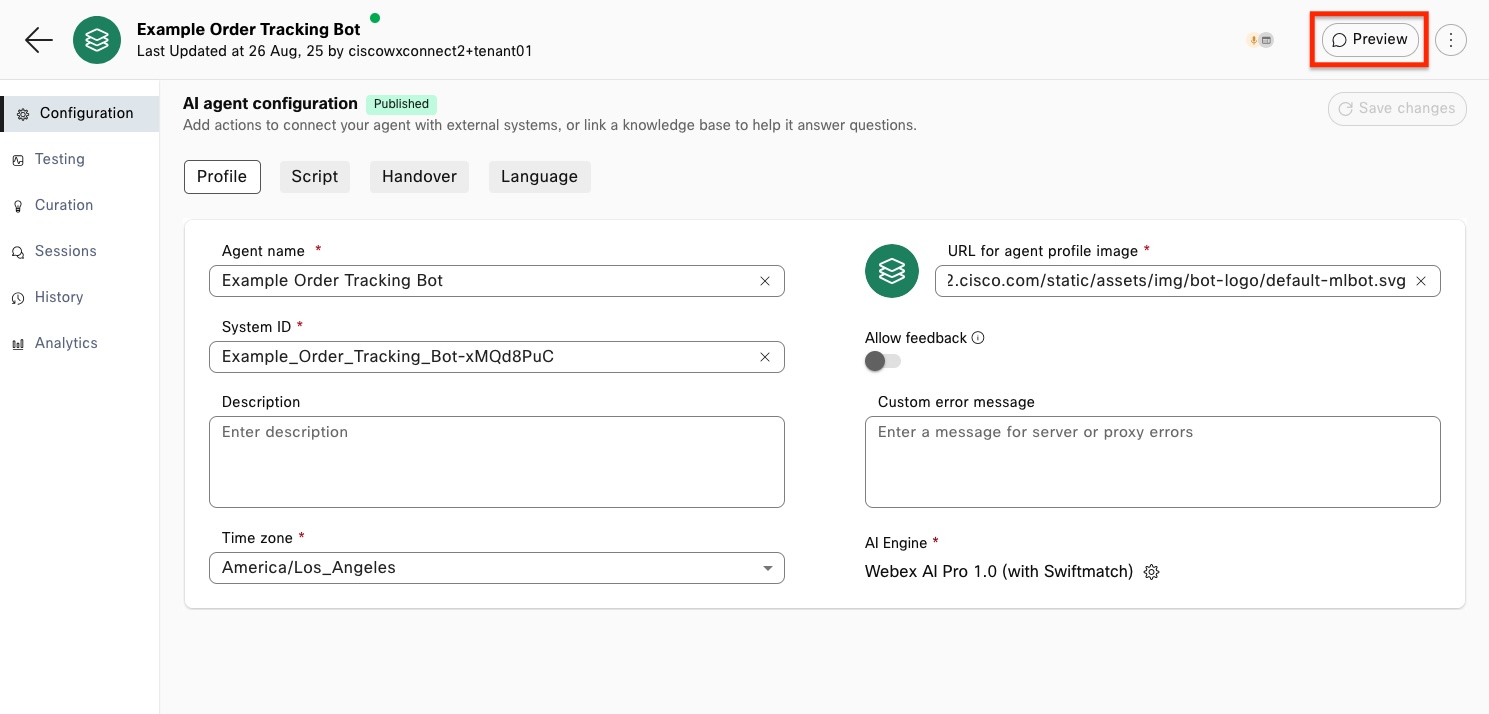 Example Order Tracking Bot
Last Updated at 26 Aug, 25 by ciscowxconnect2+tenant01
Preview
Configuration
Testing
Curation
Sessions
History
Analytics
AI agent configuration Published
Add actions to connect your agent with external systems, or link a knowledge base to help it answer questions.
Save changes
Profile Script Handover Language
Agent name *
Example Order Tracking Bot
System ID *
Example_Order_Tracking_Bot-xMQd8PuC
Description
Enter description
Time zone *
America/Los_Angeles
URL for agent profile image *
2.cisco.com/static/assets/img/bot-logo/default-mlbot.svg
Allow feedback
Custom error message
Enter a message for server or proxy errors
AI Engine *
Webex AI Pro 1.0 (with Swiftmatch)